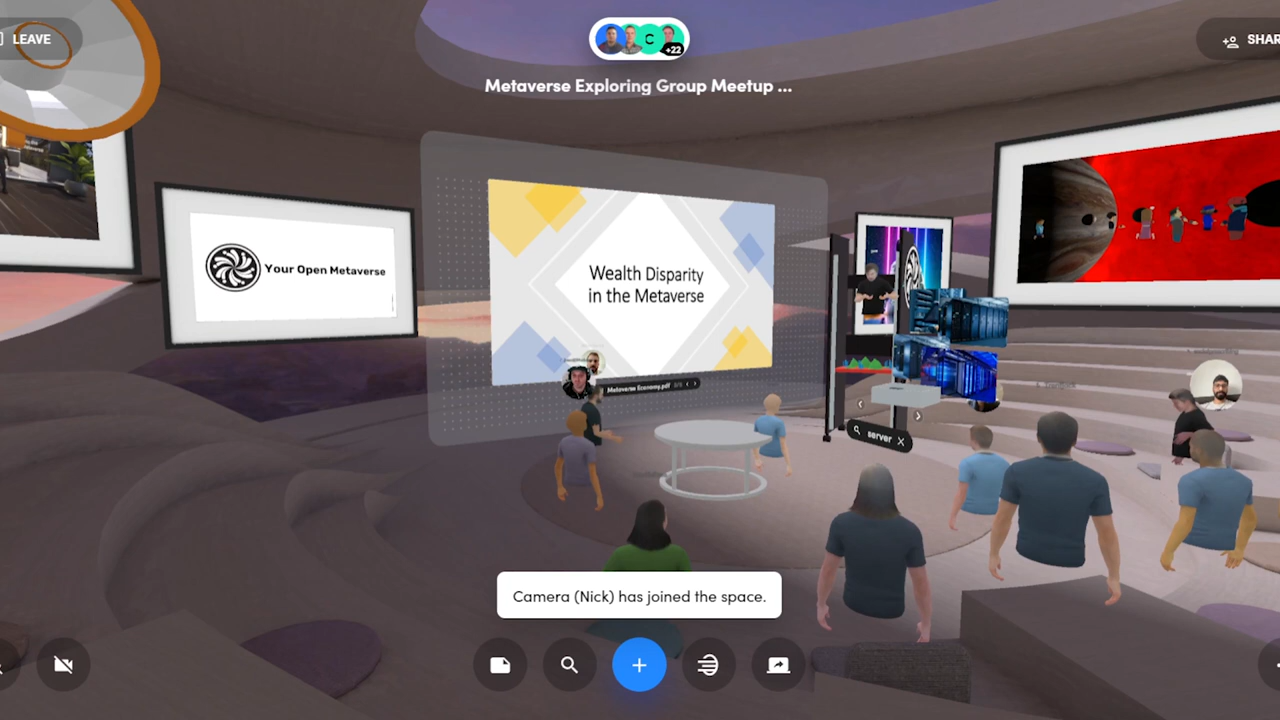 LEAVE
C
+22
SHAR
Metaverse Exploring Group Meetup ...
Your Open Metaverse
Wealth Disparity
in the Metaverse
Metaverse Economy.pdf
server
Camera (Nick) has joined the space.